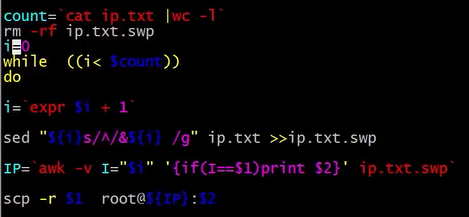 count=`cat ip.txt |wc -l`
rm -rf ip.txt.swp
i=0
while  ((i< $count))
do
i=`expr $i + 1`
sed "${i}s/^/&${i} /g" ip.txt >>ip.txt.swp
IP=`awk -v I="$i" '{if(I==$1)print $2}' ip.txt.swp`
scp -r $1  root@${IP}:$2